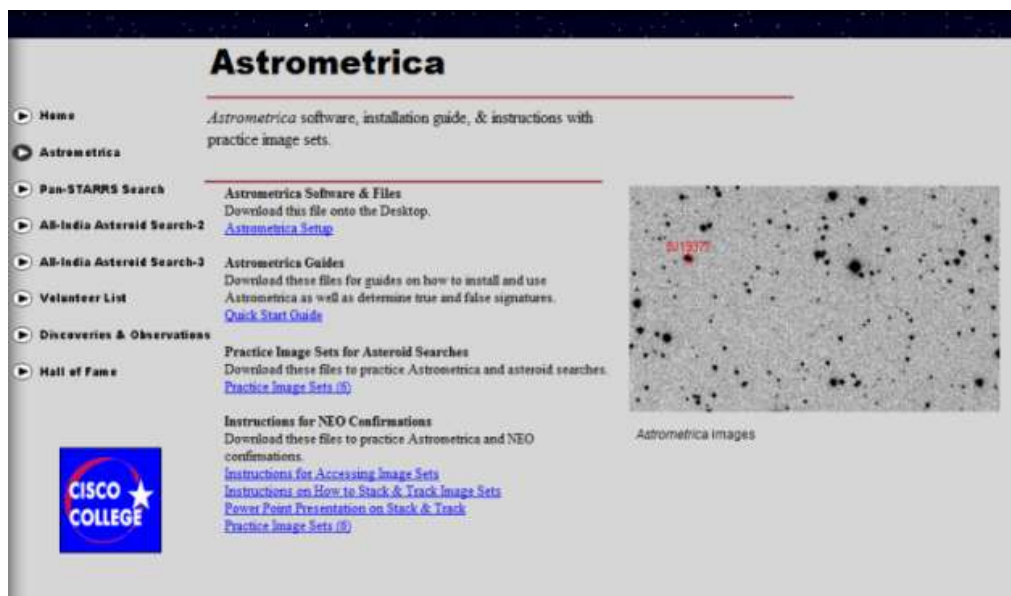 Astrometrica
Astrometrica software, installation guide, & instructions with
practice image sets.
Home
Astrometrica
Pan-STARRS Search
All-India Asteroid Search-2
All-India Asteroid Search-3
Volunteer List
Discoveries & Observations
Hall of Fame
CISCO
COLLEGE
Astrometrica Software & Files
Download this file onto the Desktop.
Astrometrica Setup
Astrometrica Guides
Download these files for guides on how to install and use
Astrometrica as well as determine true and false signatures.
Quick Start Guide
Practice Image Sets for Asteroid Searches
Download these files to practice Astrometrica and asteroid searches.
Practice Image Sets (6)
Instructions for NEO Confirmations
Download these files to practice Astrometrica and NEO
confirmations.
Instructions for Accessing Image Sets
Instructions on How to Stack & Track Image Sets
Power Point Presentation on Stack & Track
Practice Image Sets (8)
Astrometrica images